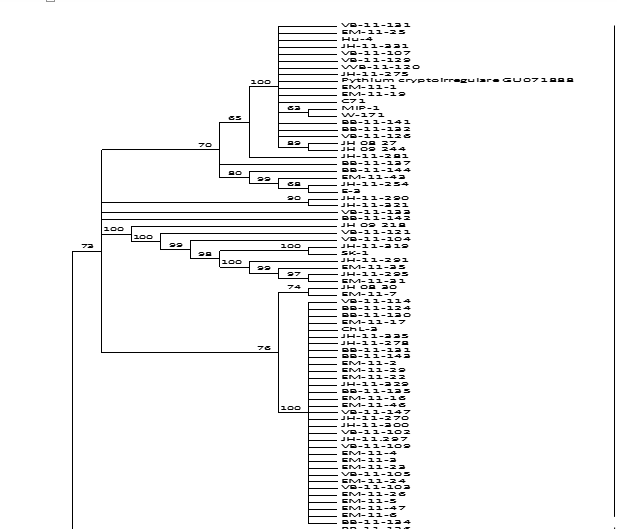 VB-11-131
EM-11-25
Hu-4
JH-11-331
VB-11-107
VB-11-129
VVB-11-120
JH-11-275
Pythium cryptoirregulare GU071888
100
EM-11-1
EM-11-19
C71
MIP-1
63
W-171
BB-11-141
65
BB-11-132
VB-11-126
JH 08 27
89
JH 09 244
70
JH-11-281
BB-11-137
BB-11-144
80
EM-11-43
99
JH-11-254
68
E-3
JH-11-290
90
JH-11-321
VB-11-133
BB-11-142
JH 09 218
100
VB-11-121
100
VB-11-104
99
JH-11-319
100
73
SK-1
98
JH-11-291
100
EM-11-35
99
JH-11-295
97
EM-11-31
JH 08 30
74
EM-11-7
VB-11-114
BB-11-124
BB-11-130
EM-11-17
ChL-3
JH-11-335
JH-11-278
76
BB-11-131
BB-11-143
EM-11-2
EM-11-29
EM-11-22
JH-11-329
BB-11-135
EM-11-16
EM-11-46
100
VB-11-147
JH-11-270
JH-11-300
VB-11-102
JH-11.297
VB-11-109
EM-11-4
EM-11-3
EM-11-23
VB-11-105
EM-11-24
VB-11-103
EM-11-26
EM-11-5
EM-11-47
EM-11-6
BB-11-134